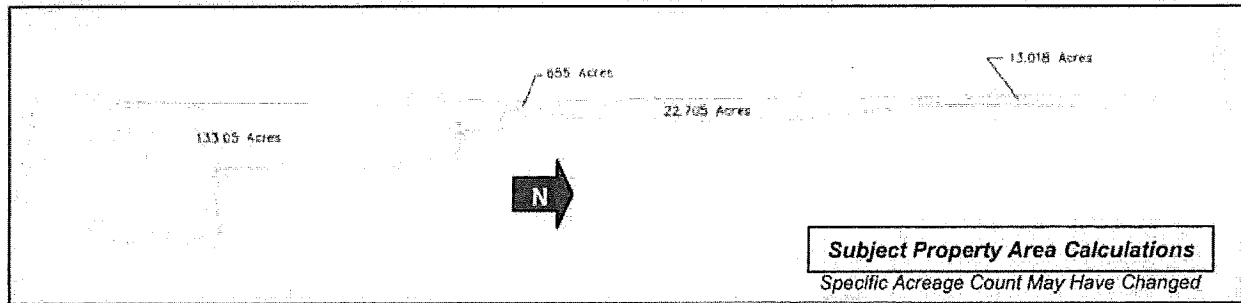 .655 Acres
13.018 Acres
22.705 Acres
133.05 Acres
N
Subject Property Area Calculations
Specific Acreage Count May Have Changed